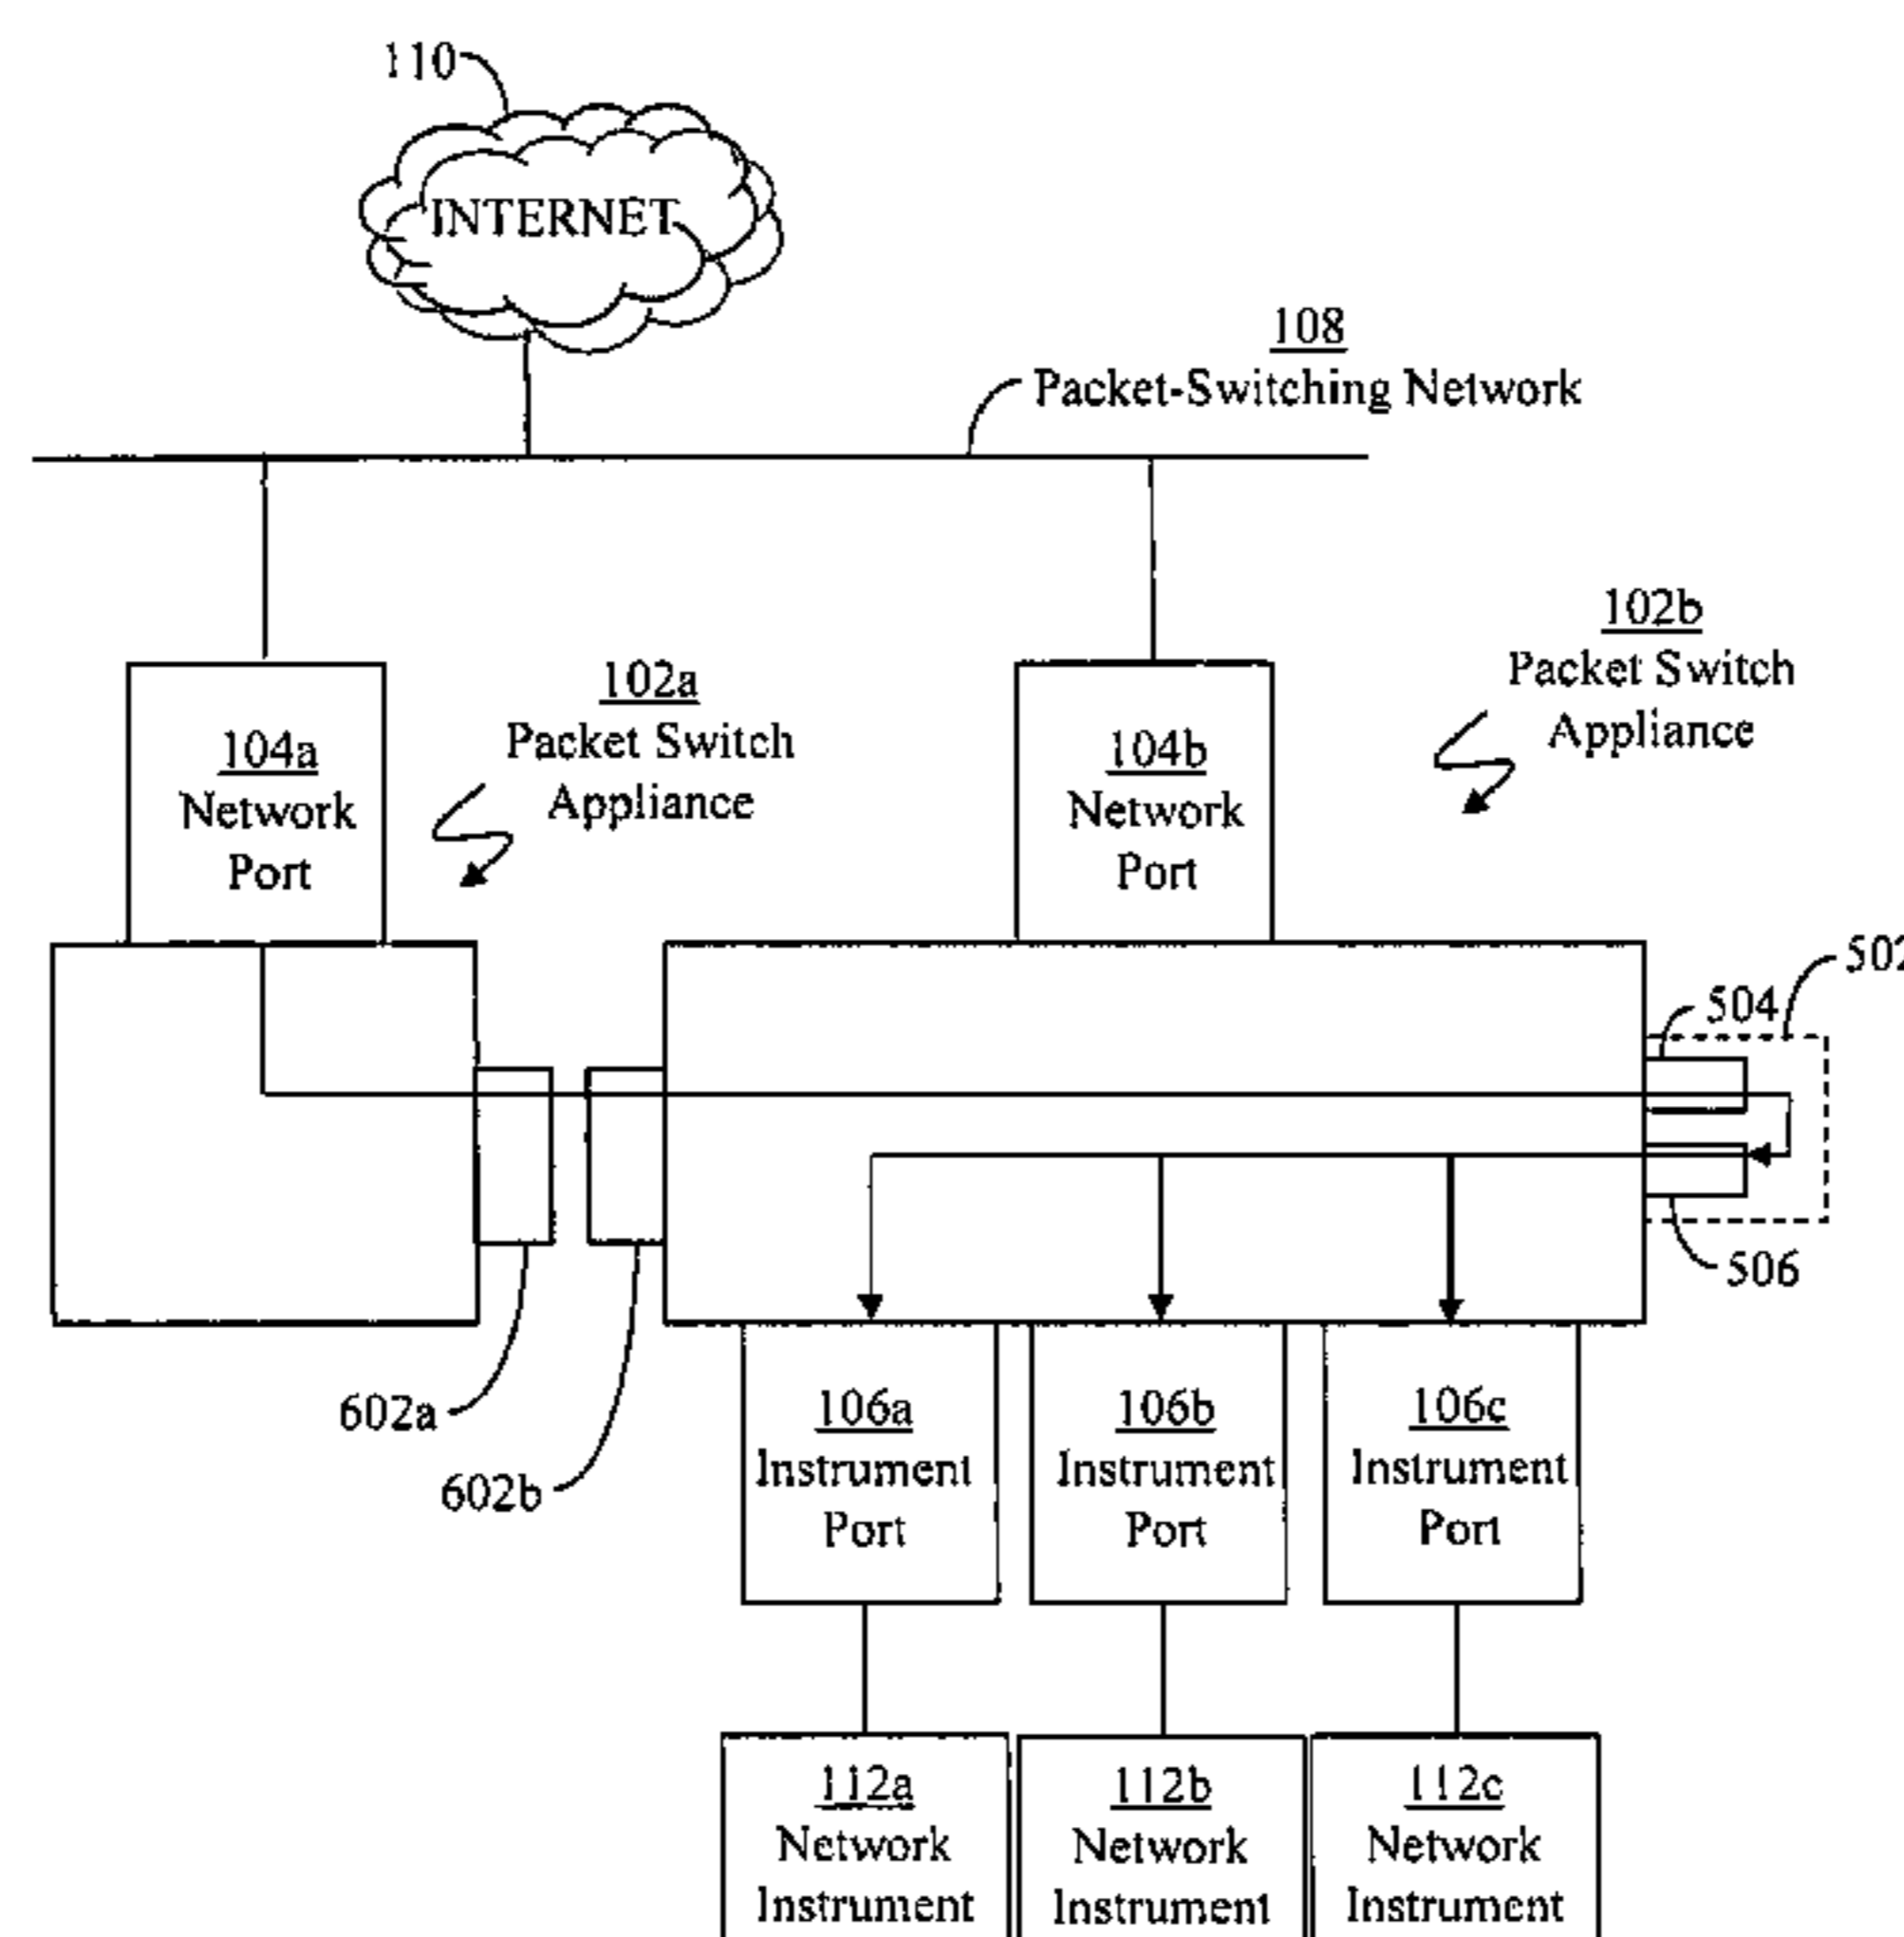 110
INTERNET
108
Packet-Switching Network
102b
Packet Switch
Appliance
102a
Packet Switch
Appliance
104a
Network
Port
104b
Network
Port
502
504
506
602a
602b
106a
Instrument
Port
106b
Instrument
Port
106c
Instrument
Port
112a
Network
Instrument
112b
Network
Instrument
112c
Network
Instrument